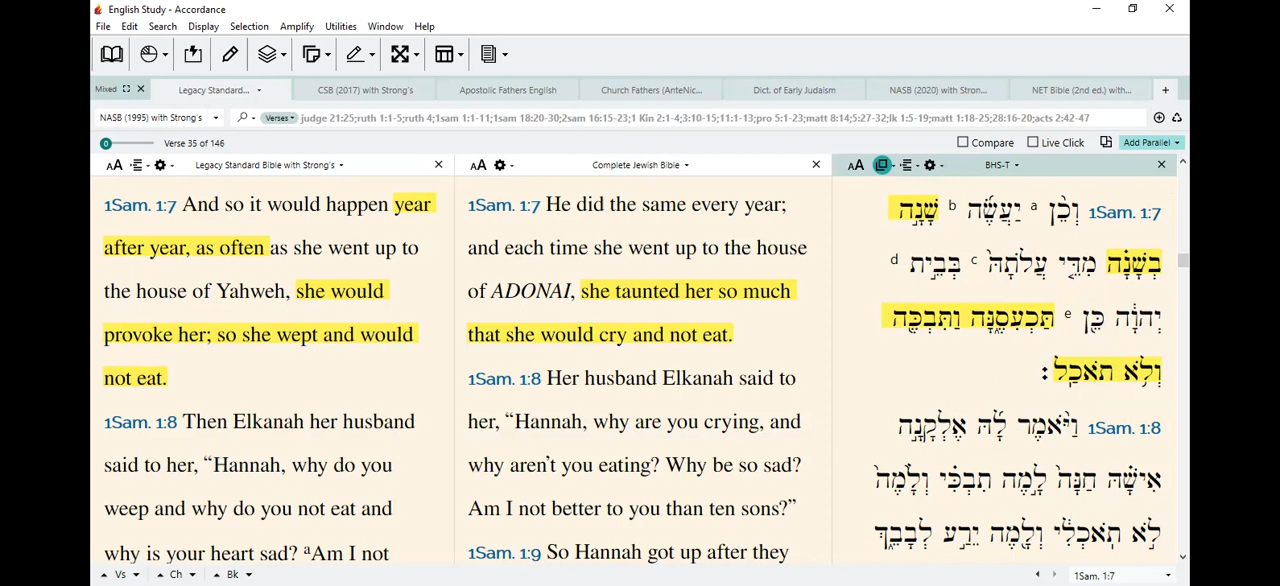 English Study - Accordance
File Edit Search Display Selection Amplify Utilities Window Help
Mixed Legacy Standard... CSB (2017) with Strong's Apostolic Fathers English Church Fathers (AnteNic... Dict. of Early Judaism NASB (2020) with Stron... NET Bible (2nd ed.) with...
NASB (1995) with Strong's Verses judge 21:25;ruth 1:1-5;ruth 4;1sam 1:1-11;1sam 18:20-30;2sam 16:15-23;1 Kin 2:1-4;3:10-15;11:1-13;pro 5:1-23;matt 8:14;5:27-32;lk 1:5-19;matt 1:18-25;28:16-20;acts 2:42-47
0 Verse 35 of 146 Compare Live Click Add Parallel
AA Legacy Standard Bible with Strong's
1Sam. 1:7 And so it would happen year
after year, as often as she went up to
the house of Yahweh, she would
provoke her; so she wept and would
not eat.
1Sam. 1:8 Then Elkanah her husband
said to her, “Hannah, why do you
weep and why do you not eat and
why is your heart sad? ᵃAm I not
AA Complete Jewish Bible
1Sam. 1:7 He did the same every year;
and each time she went up to the house
of ADONAI, she taunted her so much
that she would cry and not eat.
1Sam. 1:8 Her husband Elkanah said to
her, “Hannah, why are you crying, and
why aren’t you eating? Why be so sad?
Am I not better to you than ten sons?”
1Sam. 1:9 So Hannah got up after they
AA BHS-T
1Sam. 1:7 וְכֵ֨ן a יַעֲשֶׂ֜ה b שָׁנָ֣ה
בְשָׁנָ֗ה מִדֵּ֤י עֲלֹתָהּ֙ c בְּבֵ֣ית d
יְהוָ֔ה כֵּ֖ן e תַּכְעִסֶ֑נָּה וַתִּבְכֶּ֖ה
וְלֹ֥א תֹאכַֽל׃
1Sam. 1:8 וַיֹּ֨אמֶר לָ֜הּ אֶלְקָנָ֣ה
אִישָׁ֗הּ חַנָּה֙ לָ֣מֶה תִבְכִּ֗י וְלָ֙מֶה֙
לֹ֣א תֹֽאכְלִ֔י וְלָ֖מֶה יֵרַ֣ע לְבָבֵ֑ךְ
Vs Ch Bk 1Sam. 1:7